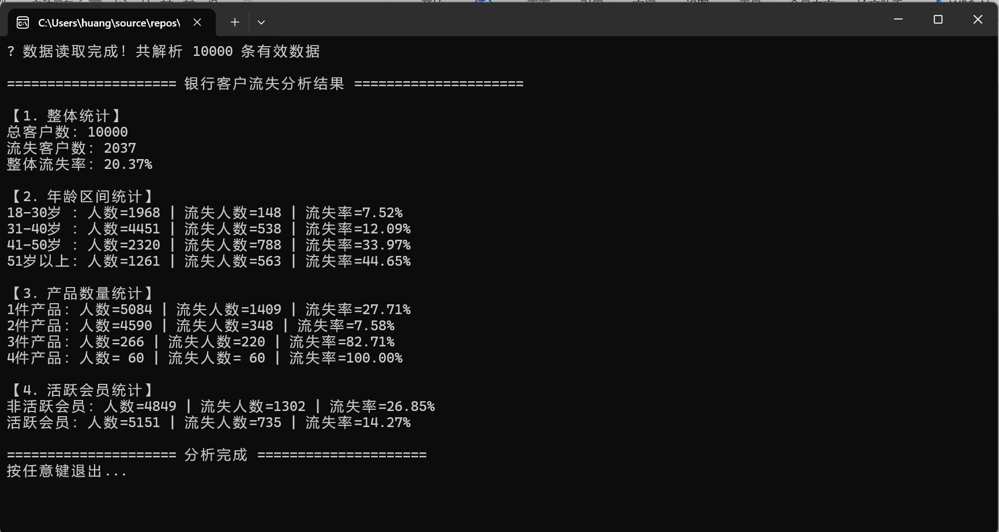 C:\Users\huang\source\repos\
? 数据读取完成！共解析 10000 条有效数据
===================== 银行客户流失分析结果 =====================
【1. 整体统计】
总客户数: 10000
流失客户数: 2037
整体流失率: 20.37%
【2. 年龄区间统计】
18-30岁 : 人数=1968 | 流失人数=148 | 流失率=7.52%
31-40岁 : 人数=4451 | 流失人数=538 | 流失率=12.09%
41-50岁 : 人数=2320 | 流失人数=788 | 流失率=33.97%
51岁以上: 人数=1261 | 流失人数=563 | 流失率=44.65%
【3. 产品数量统计】
1件产品: 人数=5084 | 流失人数=1409 | 流失率=27.71%
2件产品: 人数=4590 | 流失人数=348 | 流失率=7.58%
3件产品: 人数=266 | 流失人数=220 | 流失率=82.71%
4件产品: 人数= 60 | 流失人数= 60 | 流失率=100.00%
【4. 活跃会员统计】
非活跃会员: 人数=4849 | 流失人数=1302 | 流失率=26.85%
活跃会员: 人数=5151 | 流失人数=735 | 流失率=14.27%
===================== 分析完成 =====================
按任意键退出...